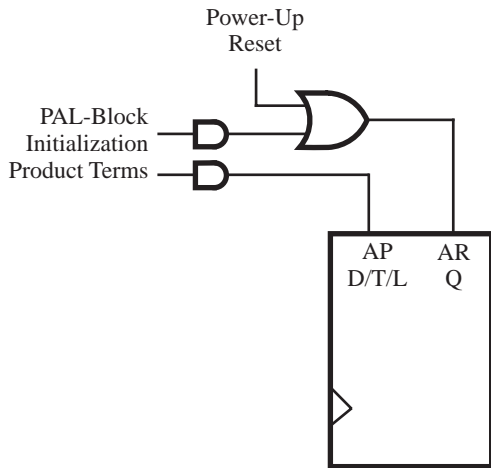 Power-Up
Reset
PAL-Block
Initialization
Product Terms
AP AR
D/T/L Q